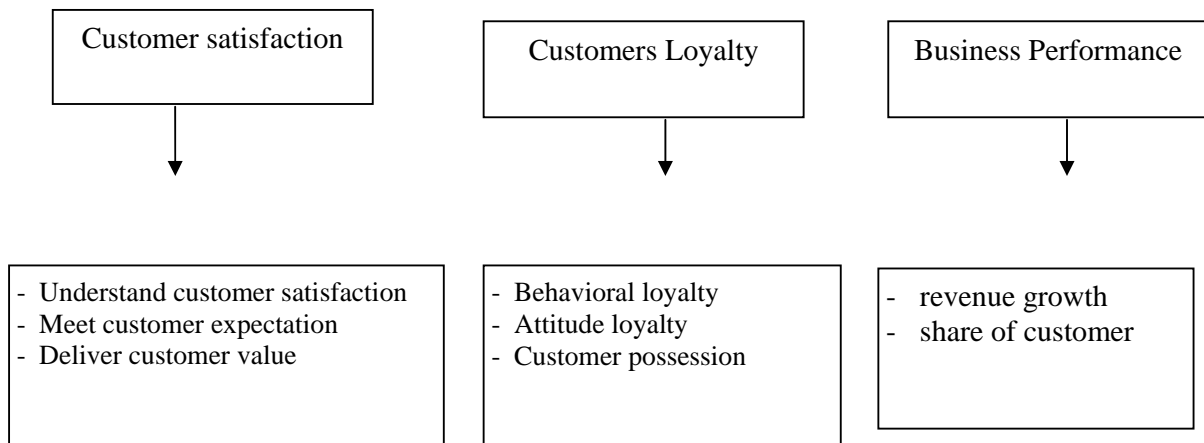 Customer satisfaction
Customers Loyalty
Business Performance
- Understand customer satisfaction
- Meet customer expectation
- Deliver customer value
- Behavioral loyalty
- Attitude loyalty
- Customer possession
- revenue growth
- share of customer